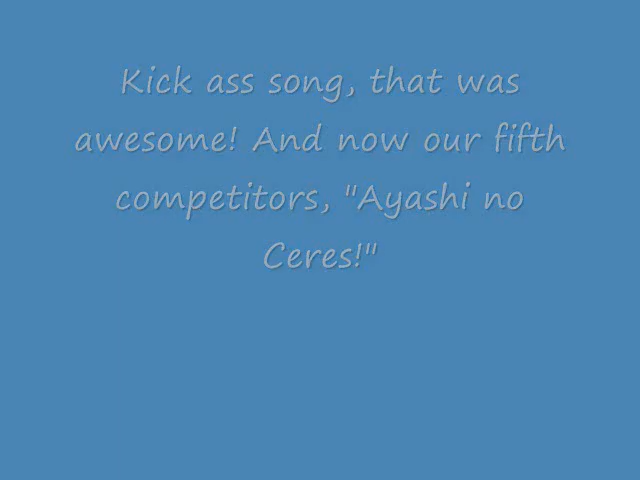 Kick ass song, that was
awesome! And now our fifth
competitors, "Ayashi no
Ceres!"